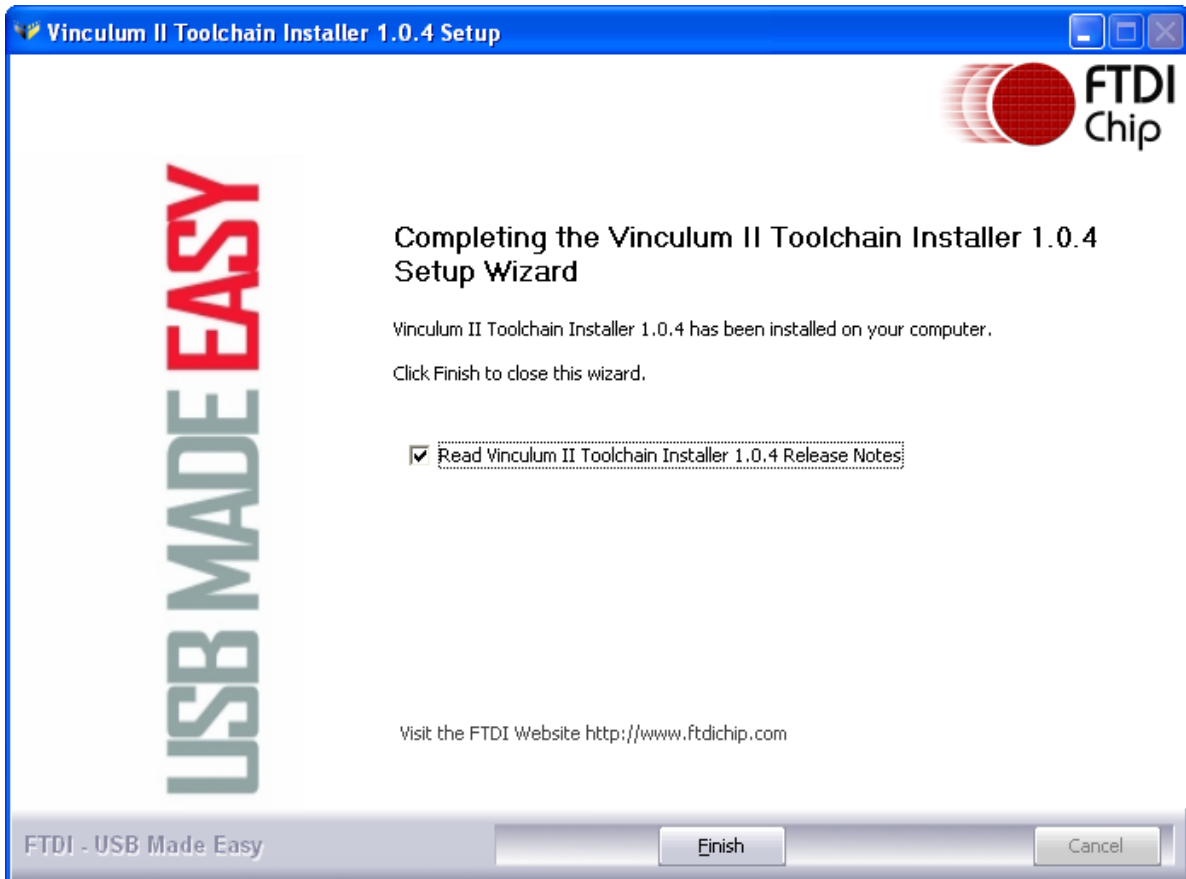 Vinculum II Toolchain Installer 1.0.4 Setup
FTDI
Chip
USB MADE EASY
Completing the Vinculum II Toolchain Installer 1.0.4
Setup Wizard
Vinculum II Toolchain Installer 1.0.4 has been installed on your computer.
Click Finish to close this wizard.
Read Vinculum II Toolchain Installer 1.0.4 Release Notes
Visit the FTDI Website http://www.ftdichip.com
FTDI - USB Made Easy
Finish
Cancel